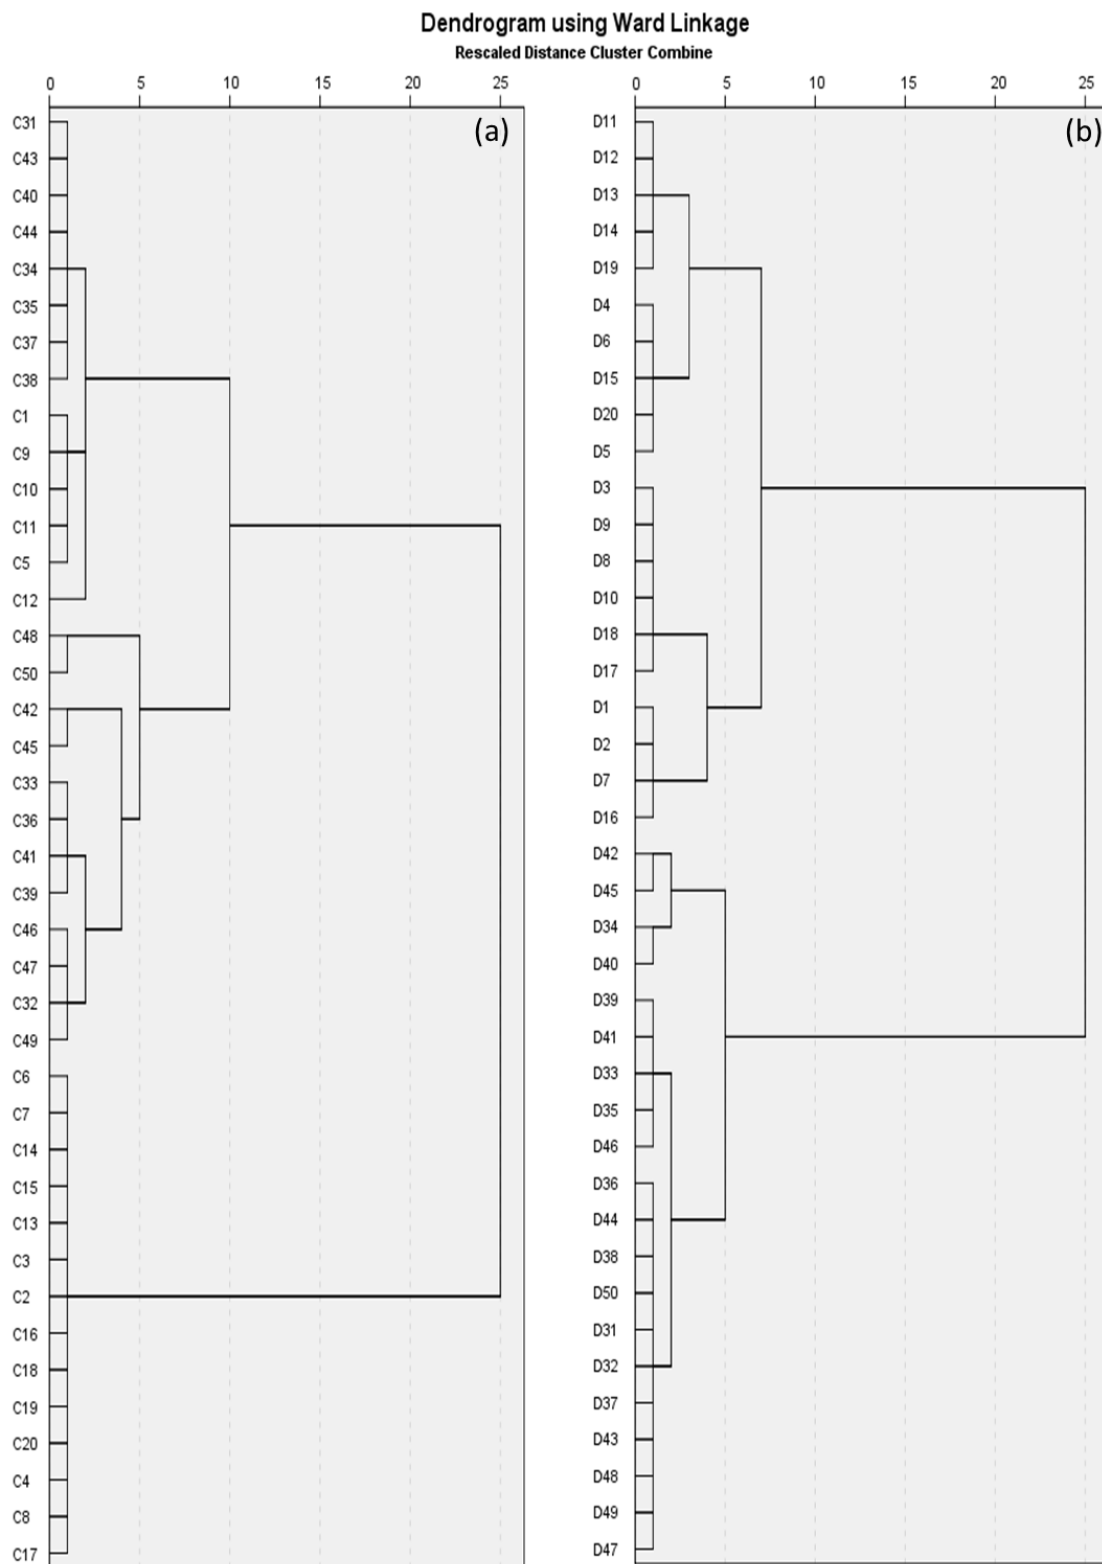 Dendrogram using Ward Linkage
Rescaled Distance Cluster Combine
0 5 10 15 20 25
(a)
C31
C43
C40
C44
C34
C35
C37
C38
C1
C9
C10
C11
C5
C12
C48
C50
C42
C45
C33
C36
C41
C39
C46
C47
C32
C49
C6
C7
C14
C15
C13
C3
C2
C16
C18
C19
C20
C4
C8
C17
0 5 10 15 20 25
(b)
D11
D12
D13
D14
D19
D4
D6
D15
D20
D5
D3
D9
D8
D10
D18
D17
D1
D2
D7
D16
D42
D45
D34
D40
D39
D41
D33
D35
D46
D36
D44
D38
D50
D31
D32
D37
D43
D48
D49
D47